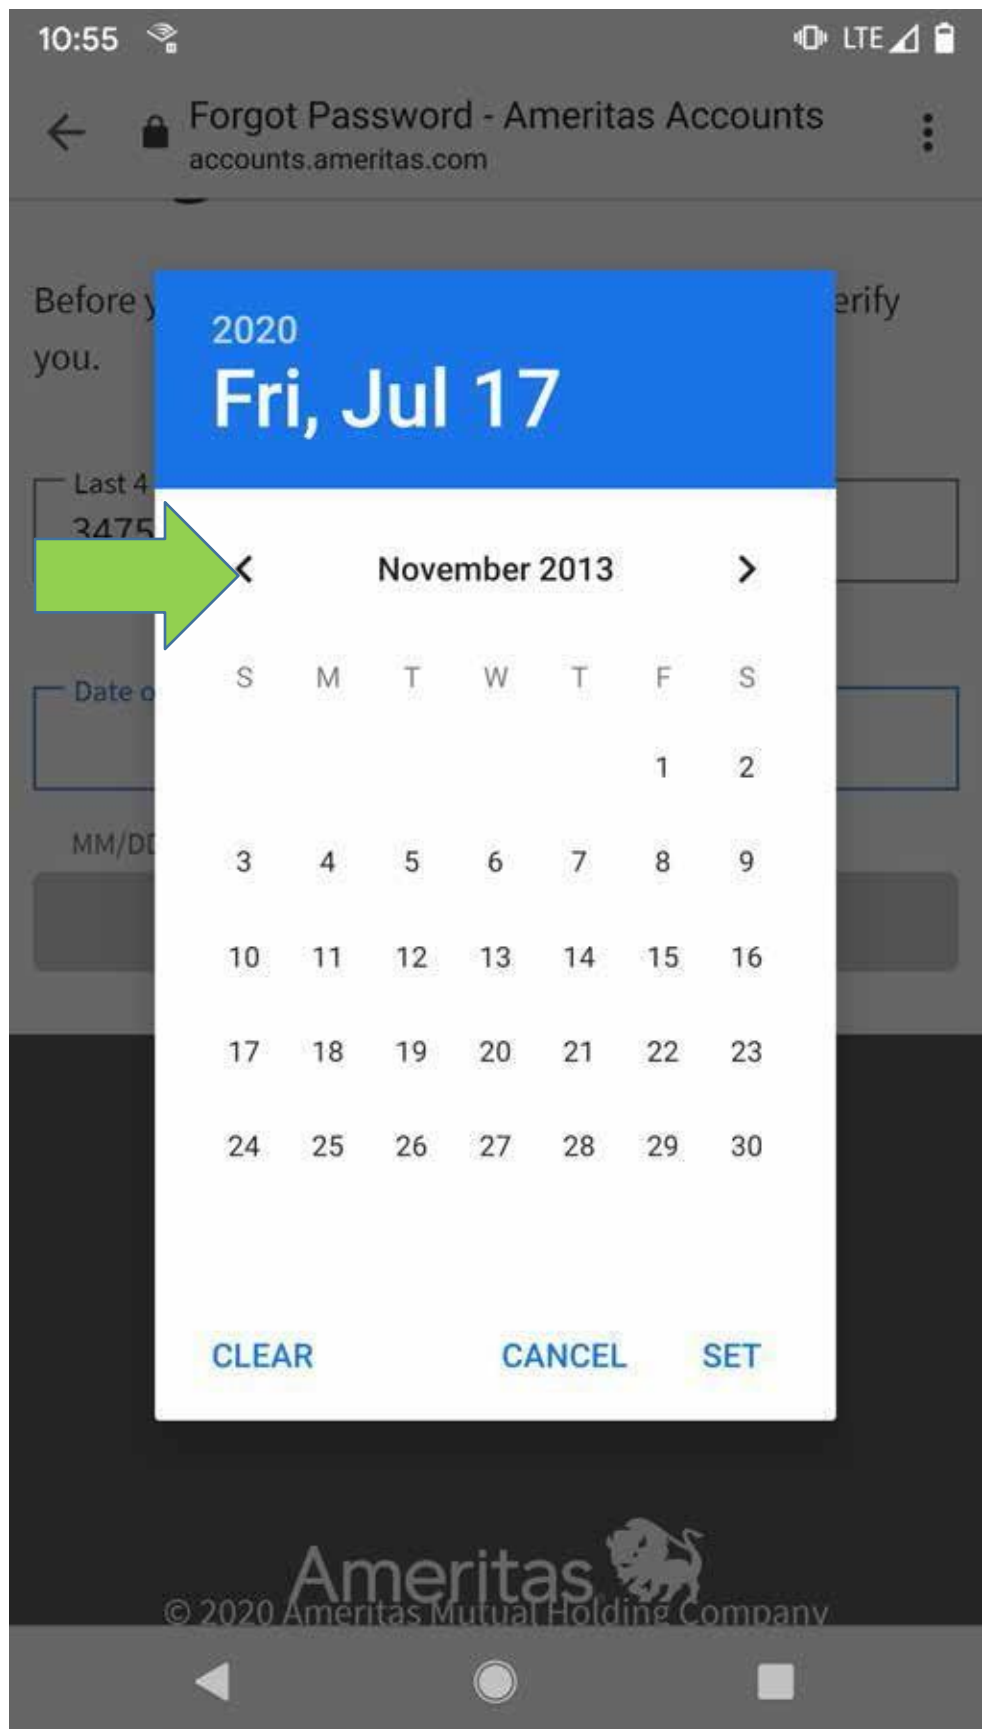 10:55 LTE
Forgot Password - Ameritas Accounts
accounts.ameritas.com
Before
erify
you.
2020
Fri, Jul 17
Last 4
3475
November 2013
S M T W T F S
1 2
3 4 5 6 7 8 9
10 11 12 13 14 15 16
17 18 19 20 21 22 23
24 25 26 27 28 29 30
Date o
MM/DD
CLEAR CANCEL SET
Ameritas
© 2020 Ameritas Mutual Holding Company